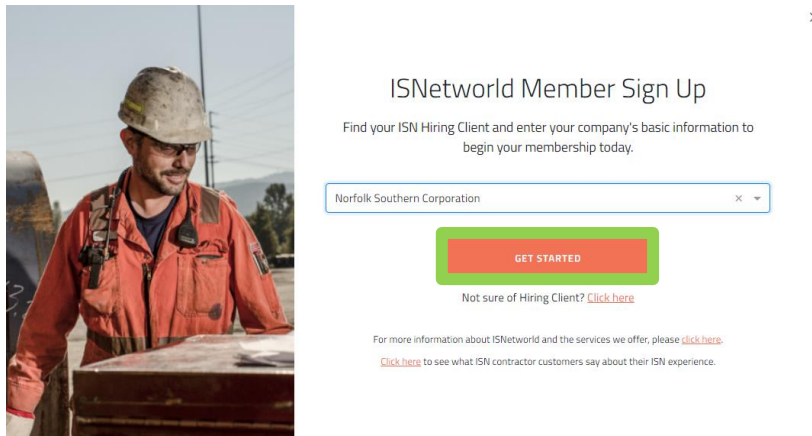 ISNetworld Member Sign Up
Find your ISN Hiring Client and enter your company's basic information to
begin your membership today.
Norfolk Southern Corporation
GET STARTED
Not sure of Hiring Client? Click here
For more information about ISNetworld and the services we offer, please click here.
Click here to see what ISN contractor customers say about their ISN experience.